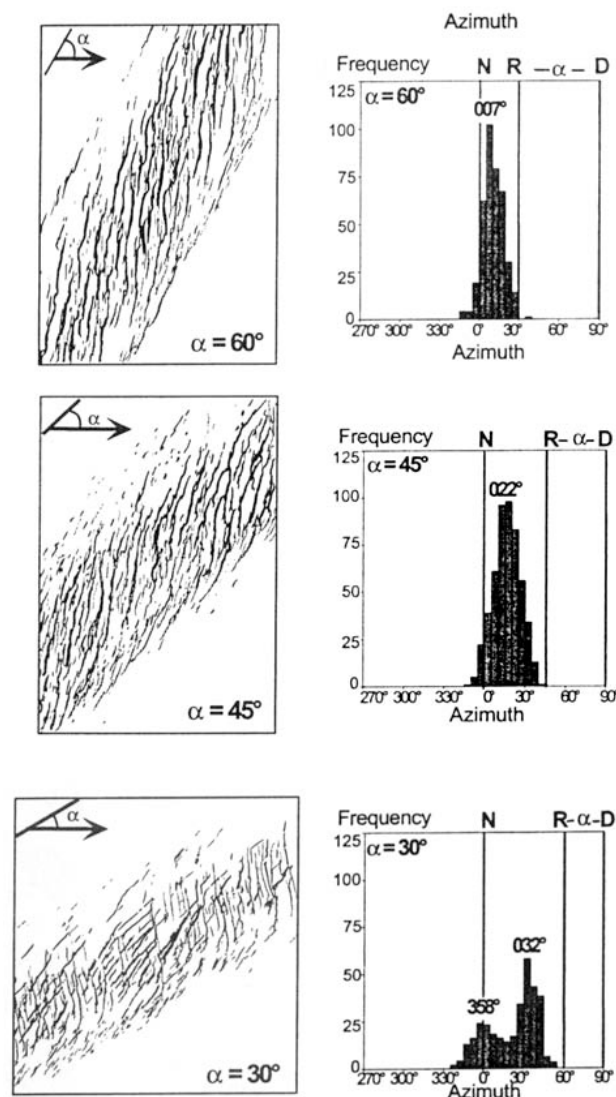 Azimuth
α
α = 60°
Frequency N R –α– D
α = 60°
007°
125
100
75
50
25
0
270° 300° 330° 0° 30° 60° 90°
Azimuth
α
α = 45°
Frequency N R-α-D
α = 45°
022°
125
100
75
50
25
0
270° 300° 330° 0° 30° 60° 90°
Azimuth
α
α = 30°
Frequency N R-α-D
α = 30°
032°
358°
125
100
75
50
25
0
270° 300° 330° 0° 30° 60° 90°
Azimuth